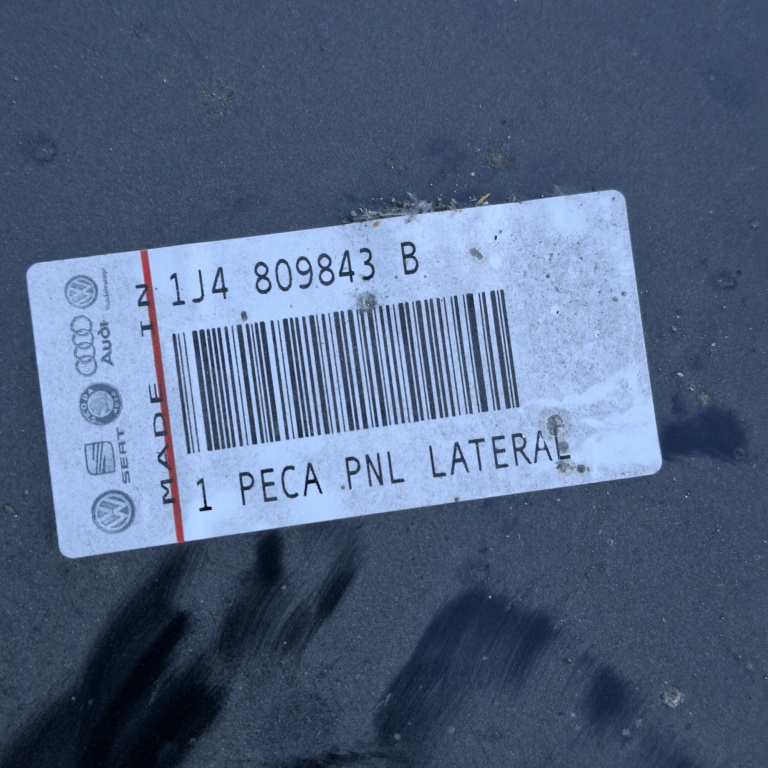 1J4 809843 B
1 PECA PNL LATERAL
MADE IN
Audi
SEAT